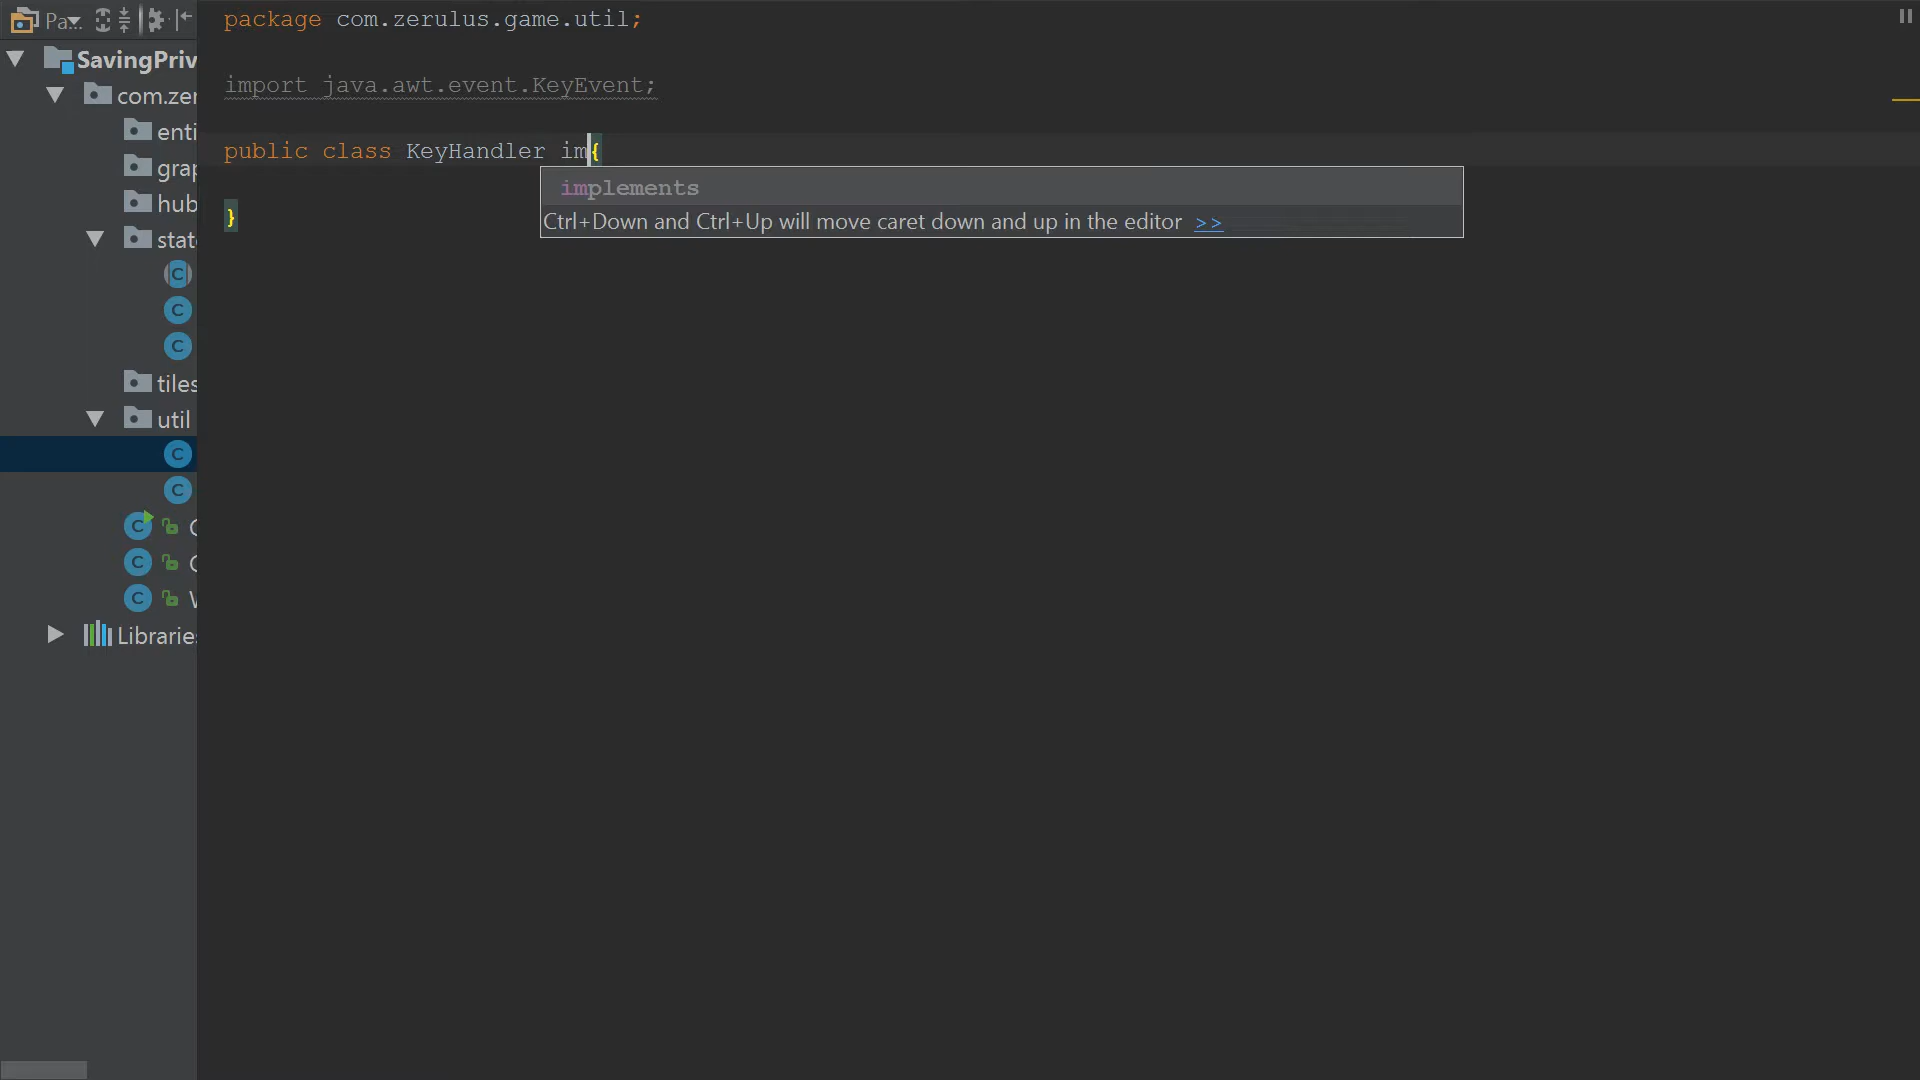 Pa...
SavingPriv
com.zer
enti
grap
hub
stat
C
C
C
tiles
util
C
C
C
C
C
Libraries
package com.zerulus.game.util;
import java.awt.event.KeyEvent;
public class KeyHandler im{
implements
Ctrl+Down and Ctrl+Up will move caret down and up in the editor >>
}